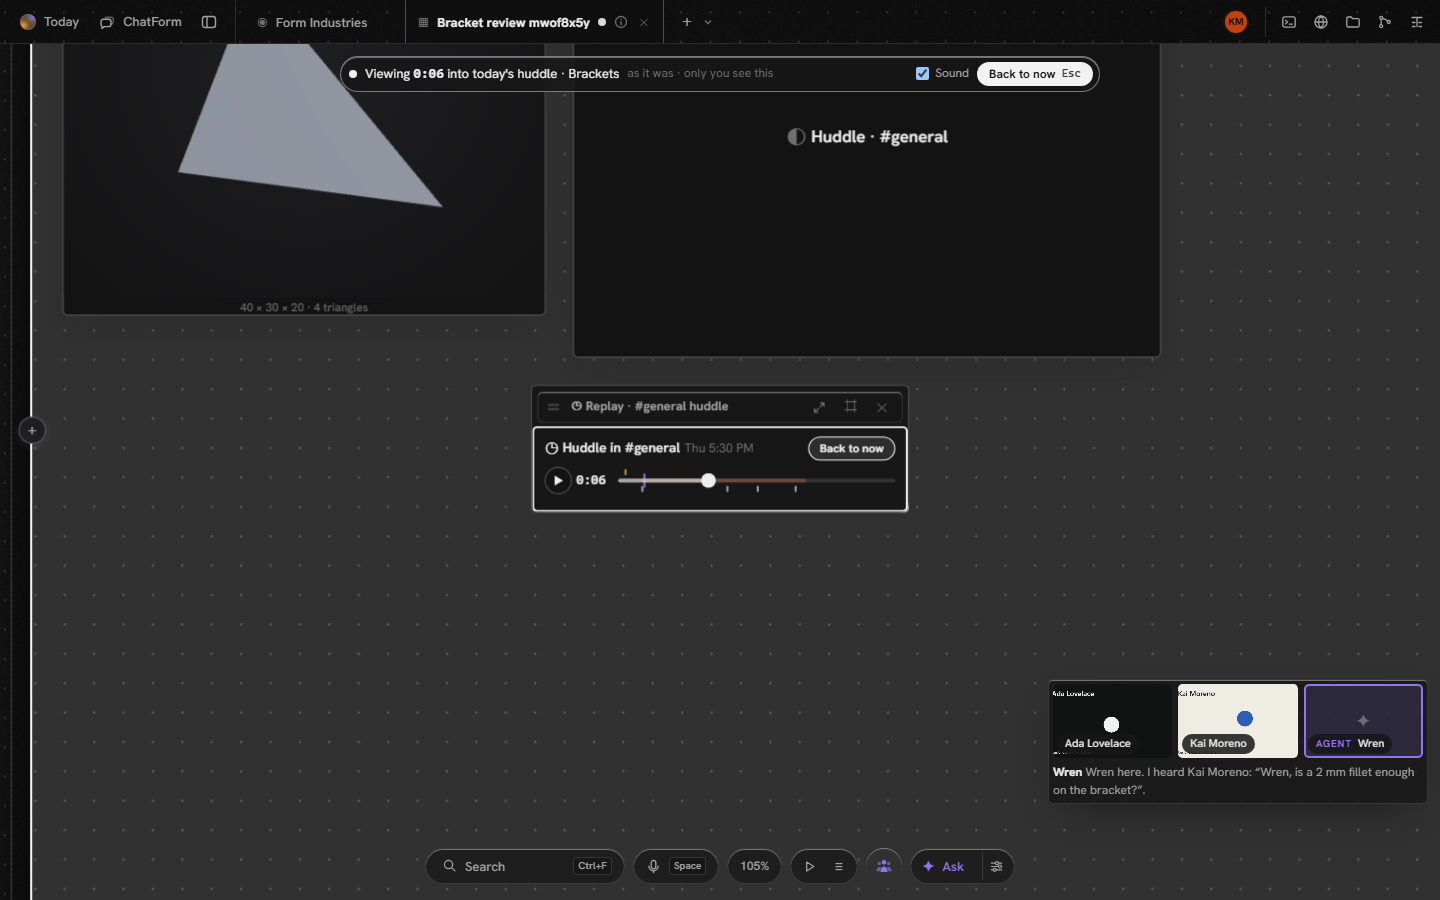 Today
ChatForm
Form Industries
Bracket review mwof8x5y
KM
Viewing 0:06 into today's huddle · Brackets as it was · only you see this
Sound
Back to now Esc
Huddle · #general
40 × 30 × 20 · 4 triangles
Replay · #general huddle
Huddle in #general Thu 5:30 PM
Back to now
0:06
Ada Lovelace
Kai Moreno
Ada Lovelace
Kai Moreno
AGENT Wren
Wren Wren here. I heard Kai Moreno: “Wren, is a 2 mm fillet enough
on the bracket?”.
Search Ctrl+F
Space
105%
Ask